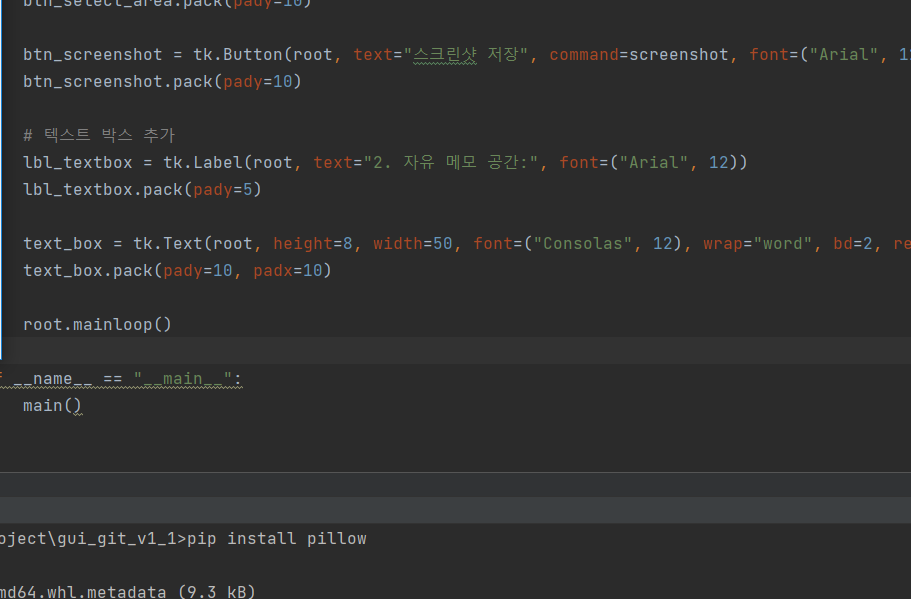 btn_select_area.pack(pady=10)
btn_screenshot = tk.Button(root, text="스크린샷 저장", command=screenshot, font=("Arial",
btn_screenshot.pack(pady=10)
# 텍스트 박스 추가
lbl_textbox = tk.Label(root, text="2. 자유 메모 공간:", font=("Arial", 12))
lbl_textbox.pack(pady=5)
text_box = tk.Text(root, height=8, width=50, font=("Consolas", 12), wrap="word", bd=2, re
text_box.pack(pady=10, padx=10)
root.mainloop()
__name__ == "__main__":
main()
oject\gui_git_v1_1>pip install pillow
md64.whl.metadata (9.3 kB)